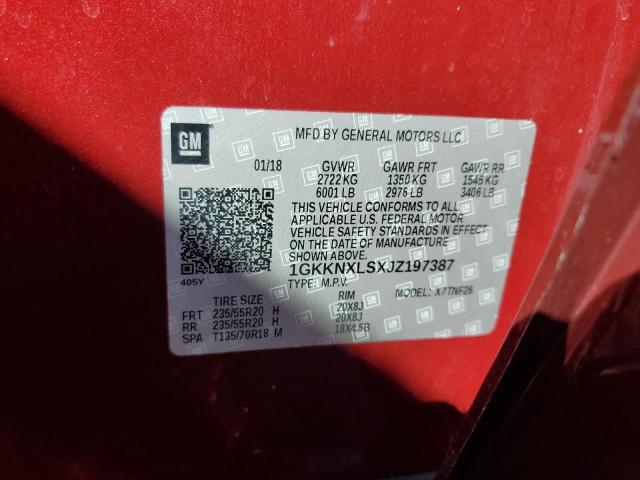 GM
MFD BY GENERAL MOTORS LLC
01/18 GVWR GAWR FRT GAWR RR
2722 KG 1350 KG 1545 KG
6001 LB 2976 LB 3406 LB
THIS VEHICLE CONFORMS TO ALL
APPLICABLE U.S. FEDERAL MOTOR
VEHICLE SAFETY STANDARDS IN EFFECT
ON THE DATE OF MANUFACTURE
SHOWN ABOVE.
1GKKNXLSXJZ197387
405Y
TYPE: M.P.V. MODEL: X7TNF26
TIRE SIZE RIM
FRT 235/55R20 H 20X8J
RR 235/55R20 H 20X8J
SPA T135/70R18 M 18X4.5B